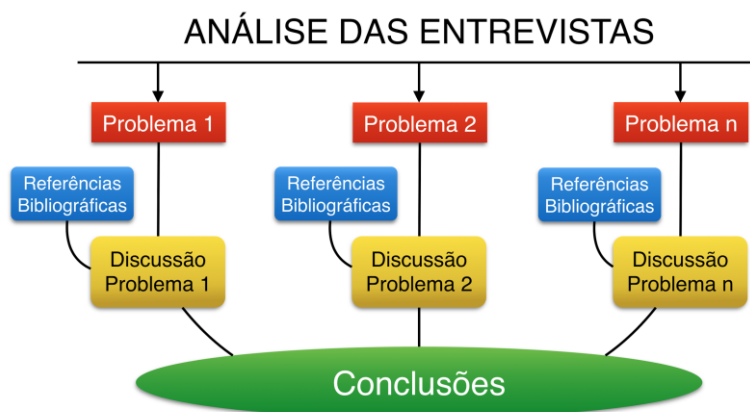 ANÁLISE DAS ENTREVISTAS
Problema 1
Problema 2
Problema n
Referências
Bibliográficas
Referências
Bibliográficas
Referências
Bibliográficas
Discussão
Problema 1
Discussão
Problema 2
Discussão
Problema n
Conclusões